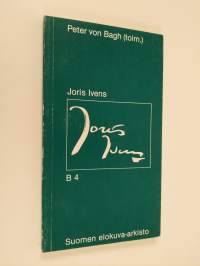 Peter von Bagh (toim.)
Joris Ivens
Joris
Ivens
B 4
Suomen elokuva-arkisto